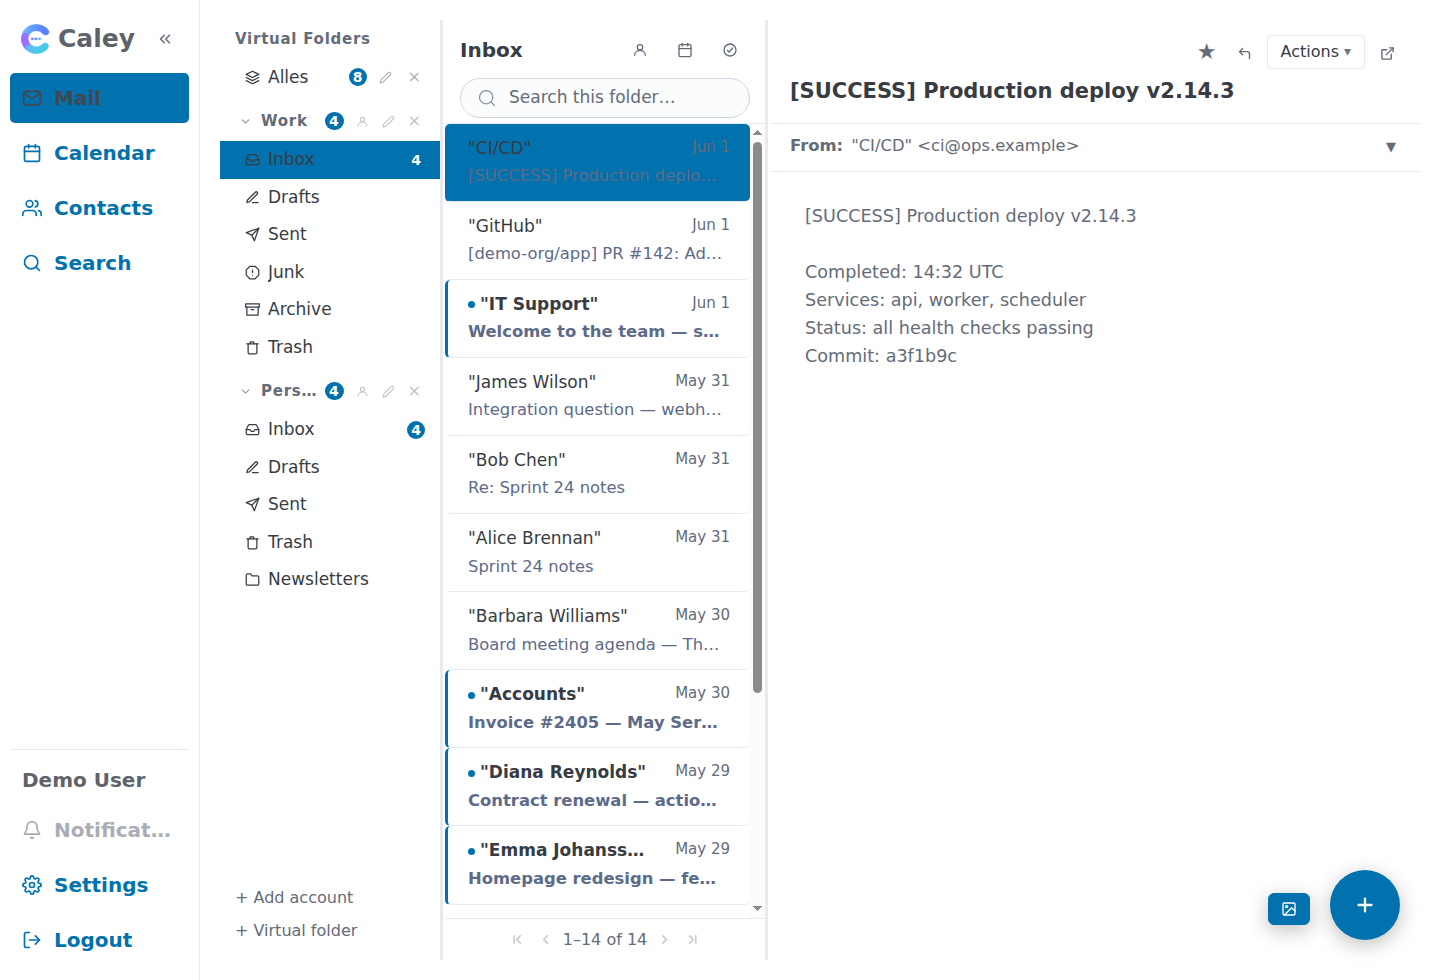 Caley
Mail
Calendar
Contacts
Search
Demo User
Notificat...
Settings
Logout
Virtual Folders
Alles 8
Work 4
Inbox 4
Drafts
Sent
Junk
Archive
Trash
Pers... 4
Inbox 4
Drafts
Sent
Trash
Newsletters
+ Add account
+ Virtual folder
Inbox
Search this folder...
"CI/CD" Jun 1
[SUCCESS] Production deplo...
"GitHub" Jun 1
[demo-org/app] PR #142: Ad...
"IT Support" Jun 1
Welcome to the team — s...
"James Wilson" May 31
Integration question — webh...
"Bob Chen" May 31
Re: Sprint 24 notes
"Alice Brennan" May 31
Sprint 24 notes
"Barbara Williams" May 30
Board meeting agenda — Th...
"Accounts" May 30
Invoice #2405 — May Ser...
"Diana Reynolds" May 29
Contract renewal — actio...
"Emma Johanss... May 29
Homepage redesign — fe...
1–14 of 14
Actions
[SUCCESS] Production deploy v2.14.3
From: "CI/CD" <ci@ops.example>
[SUCCESS] Production deploy v2.14.3
Completed: 14:32 UTC
Services: api, worker, scheduler
Status: all health checks passing
Commit: a3f1b9c